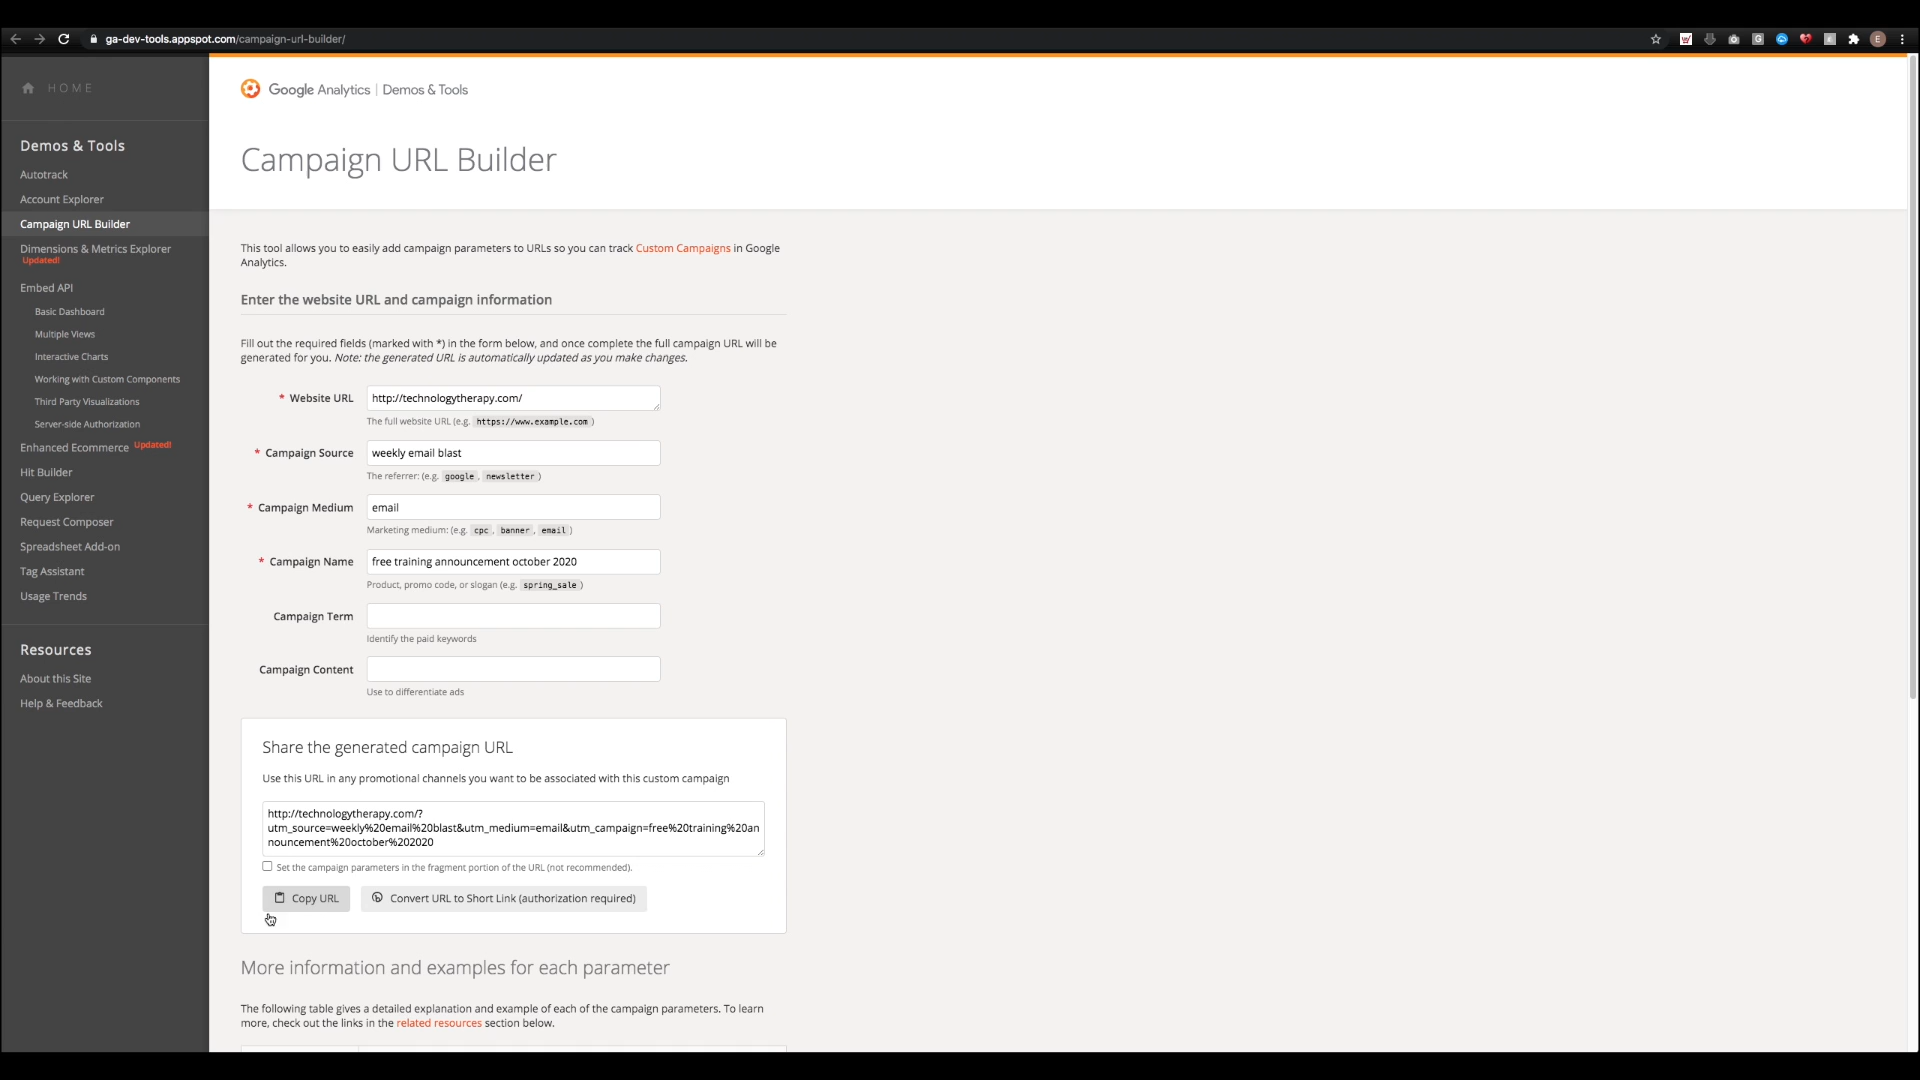 ga-dev-tools.appspot.com/campaign-url-builder/
E
HOME
Demos & Tools
Autotrack
Account Explorer
Campaign URL Builder
Dimensions & Metrics Explorer
Updated!
Embed API
Basic Dashboard
Multiple Views
Interactive Charts
Working with Custom Components
Third Party Visualizations
Server-side Authorization
Enhanced Ecommerce Updated!
Hit Builder
Query Explorer
Request Composer
Spreadsheet Add-on
Tag Assistant
Usage Trends
Resources
About this Site
Help & Feedback
Google Analytics | Demos & Tools
Campaign URL Builder
This tool allows you to easily add campaign parameters to URLs so you can track Custom Campaigns in Google
Analytics.
Enter the website URL and campaign information
Fill out the required fields (marked with *) in the form below, and once complete the full campaign URL will be
generated for you. Note: the generated URL is automatically updated as you make changes.
* Website URL http://technologytherapy.com/
The full website URL (e.g. https://www.example.com )
* Campaign Source weekly email blast
The referrer: (e.g. google, newsletter )
* Campaign Medium email
Marketing medium: (e.g. cpc, banner, email )
* Campaign Name free training announcement october 2020
Product, promo code, or slogan (e.g. spring_sale )
Campaign Term
Identify the paid keywords
Campaign Content
Use to differentiate ads
Share the generated campaign URL
Use this URL in any promotional channels you want to be associated with this custom campaign
http://technologytherapy.com/?
utm_source=weekly%20email%20blast&utm_medium=email&utm_campaign=free%20training%20an
nouncement%20october%202020
Set the campaign parameters in the fragment portion of the URL (not recommended).
Copy URL
Convert URL to Short Link (authorization required)
More information and examples for each parameter
The following table gives a detailed explanation and example of each of the campaign parameters. To learn
more, check out the links in the related resources section below.